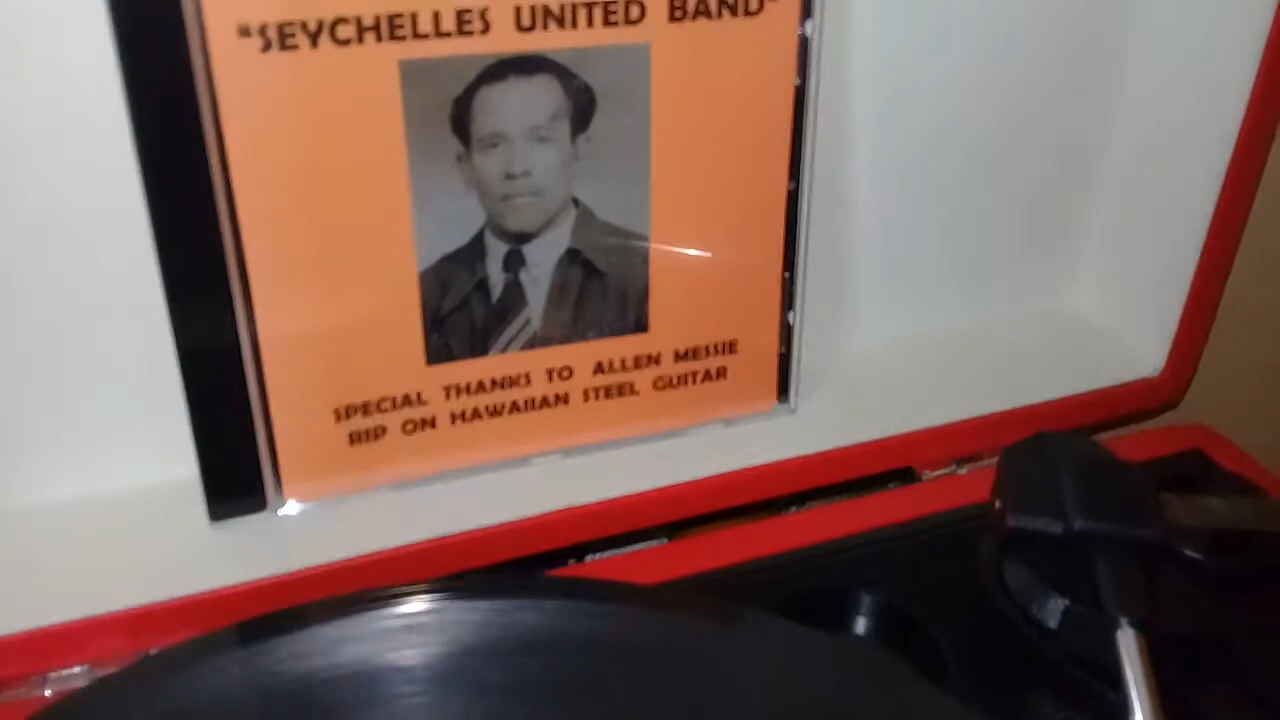 "SEYCHELLES UNITED BAND"
SPECIAL THANKS TO ALLEN MESSIE
RIP ON HAWAIIAN STEEL GUITAR